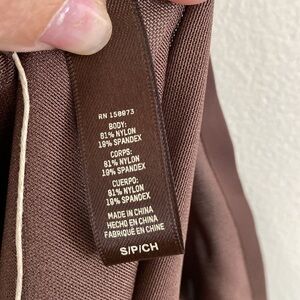 RN 158973
BODY:
81% NYLON
19% SPANDEX
CORPS:
81% NYLON
19% SPANDEX
CUERPO:
81% NYLON
19% SPANDEX
MADE IN CHINA
HECHO EN CHINA
FABRIQUÉ EN CHINE
S/P/CH